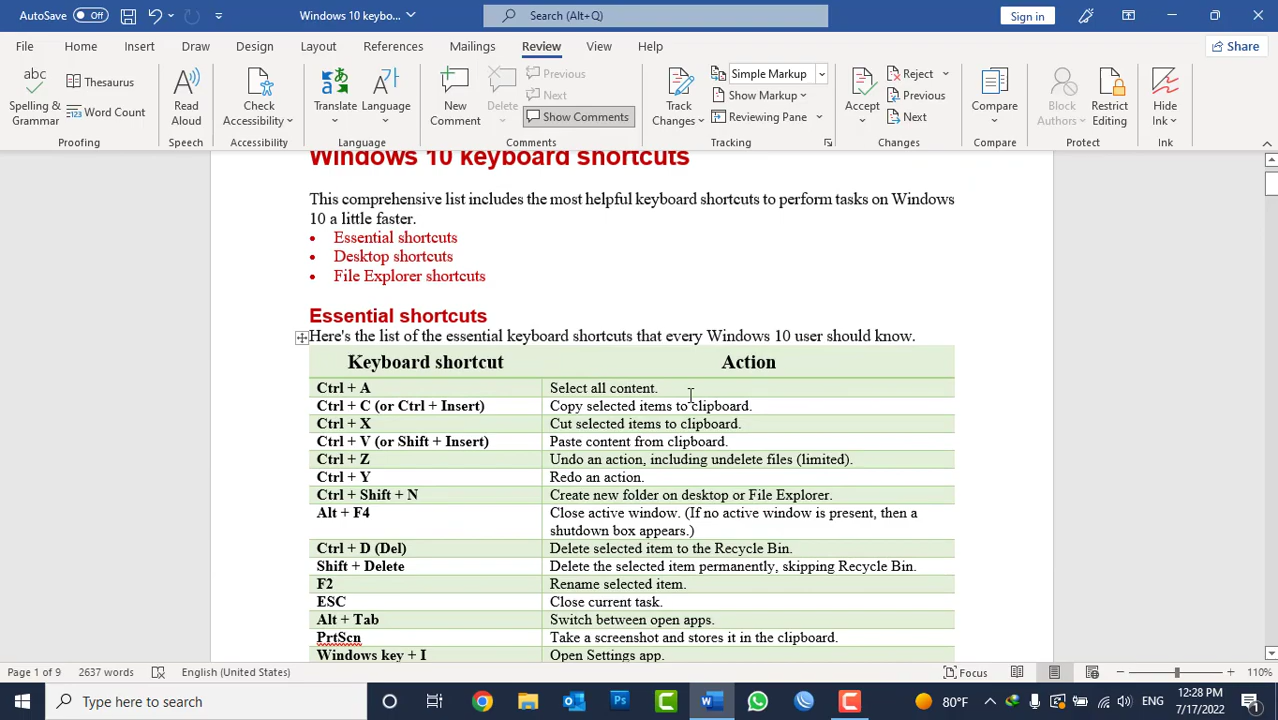 AutoSave Off Windows 10 keybo... Search (Alt+Q) Sign in
File Home Insert Draw Design Layout References Mailings Review View Help Share
abc Spelling & Grammar
Thesaurus
Word Count
Proofing
Read Aloud
Speech
Check Accessibility
Accessibility
Translate
Language
Language
New Comment
Delete
Previous
Next
Show Comments
Comments
Track Changes
Simple Markup
Show Markup
Reviewing Pane
Tracking
Accept
Reject
Previous
Next
Changes
Compare
Compare
Block Authors
Restrict Editing
Protect
Hide Ink
Ink
Windows 10 keyboard shortcuts
This comprehensive list includes the most helpful keyboard shortcuts to perform tasks on Windows
10 a little faster.
• Essential shortcuts
• Desktop shortcuts
• File Explorer shortcuts
Essential shortcuts
Here's the list of the essential keyboard shortcuts that every Windows 10 user should know.
Keyboard shortcut Action
Ctrl + A Select all content.
Ctrl + C (or Ctrl + Insert) Copy selected items to clipboard.
Ctrl + X Cut selected items to clipboard.
Ctrl + V (or Shift + Insert) Paste content from clipboard.
Ctrl + Z Undo an action, including undelete files (limited).
Ctrl + Y Redo an action.
Ctrl + Shift + N Create new folder on desktop or File Explorer.
Alt + F4 Close active window. (If no active window is present, then a
shutdown box appears.)
Ctrl + D (Del) Delete selected item to the Recycle Bin.
Shift + Delete Delete the selected item permanently, skipping Recycle Bin.
F2 Rename selected item.
ESC Close current task.
Alt + Tab Switch between open apps.
PrtScn Take a screenshot and stores it in the clipboard.
Windows key + I Open Settings app.
Page 1 of 9 2637 words English (United States) Focus 110%
Type here to search 80°F ENG 12:28 PM
7/17/2022